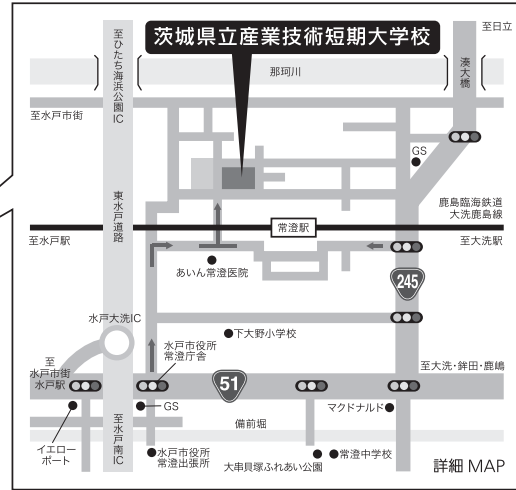 至日立
茨城県立産業技術短期大学校
至ひたち海浜公園IC
那珂川
湊大橋
至水戸市街
GS
東水戸道路
鹿島臨海鉄道
大洗鹿島線
常澄駅
至水戸駅
至大洗駅
あいん常澄医院
245
水戸大洗IC
下大野小学校
水戸市役所
常澄庁舎
至
水戸市街
水戸駅
至大洗・鉾田・鹿嶋
51
GS
マクドナルド
備前堀
イエロー
ポート
至水戸南IC
水戸市役所
常澄出張所
常澄中学校
大串貝塚ふれあい公園
詳細 MAP